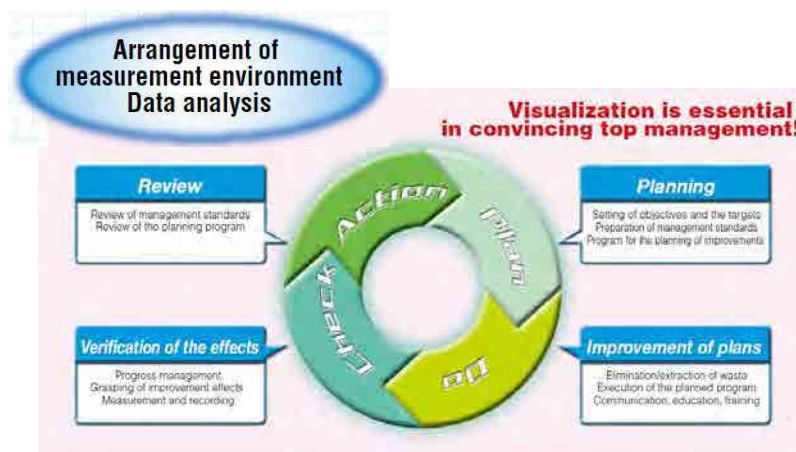 Arrangement of
measurement environment
Data analysis
Visualization is essential
in convincing top management!
Review
Review of management standards
Review of the planning program
Action
Plan
Planning
Setting of objectives and the targets
Preparation of management standards
Program for the planning of improvements
Verification of the effects
Progress management
Grasping of improvement effects
Measurement and recording
Check
Do
Improvement of plans
Elimination/extraction of waste
Execution of the planned program
Communication, education, training